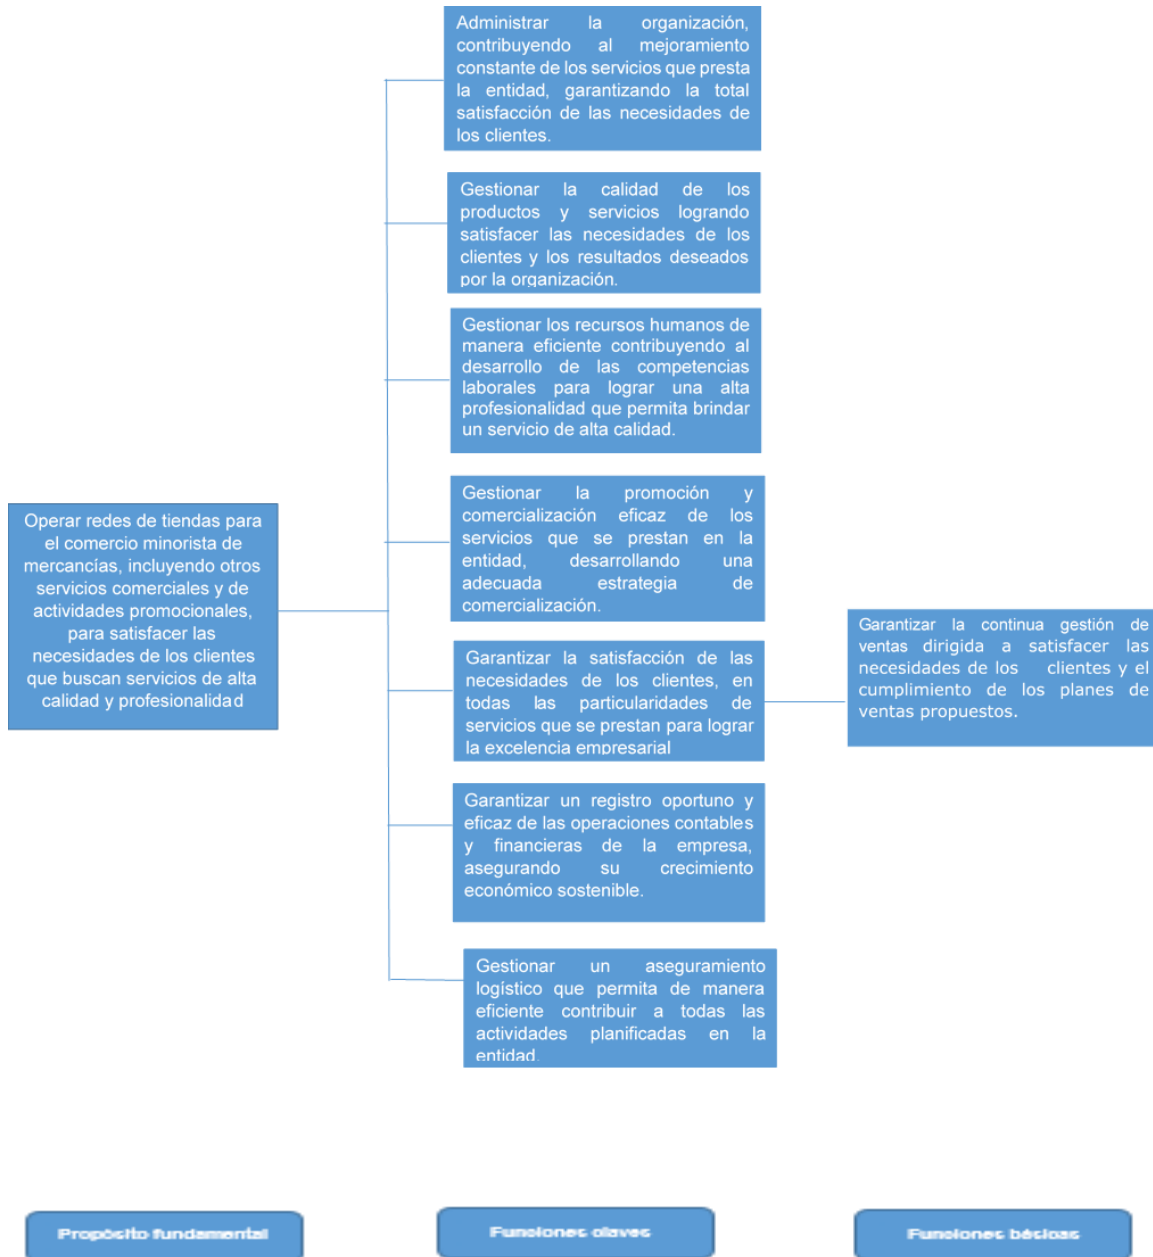 Administrar la organización,
contribuyendo al mejoramiento
constante de los servicios que presta
la entidad, garantizando la total
satisfacción de las necesidades de
los clientes.
Gestionar la calidad de los
productos y servicios logrando
satisfacer las necesidades de los
clientes y los resultados deseados
por la organización.
Gestionar los recursos humanos de
manera eficiente contribuyendo al
desarrollo de las competencias
laborales para lograr una alta
profesionalidad que permita brindar
un servicio de alta calidad.
Gestionar la promoción y
comercialización eficaz de los
servicios que se prestan en la
entidad, desarrollando una
adecuada estrategia de
comercialización.
Operar redes de tiendas para
el comercio minorista de
mercancías, incluyendo otros
servicios comerciales y de
actividades promocionales,
para satisfacer las
necesidades de los clientes
que buscan servicios de alta
calidad y profesionalidad
Garantizar la satisfacción de las
necesidades de los clientes, en
todas las particularidades de
servicios que se prestan para lograr
la excelencia empresarial
Garantizar la continua gestión de
ventas dirigida a satisfacer las
necesidades de los clientes y el
cumplimiento de los planes de
ventas propuestos.
Garantizar un registro oportuno y
eficaz de las operaciones contables
y financieras de la empresa,
asegurando su crecimiento
económico sostenible.
Gestionar un aseguramiento
logístico que permita de manera
eficiente contribuir a todas las
actividades planificadas en la
entidad.
Propósito fundamental
Funciones claves
Funciones básicas